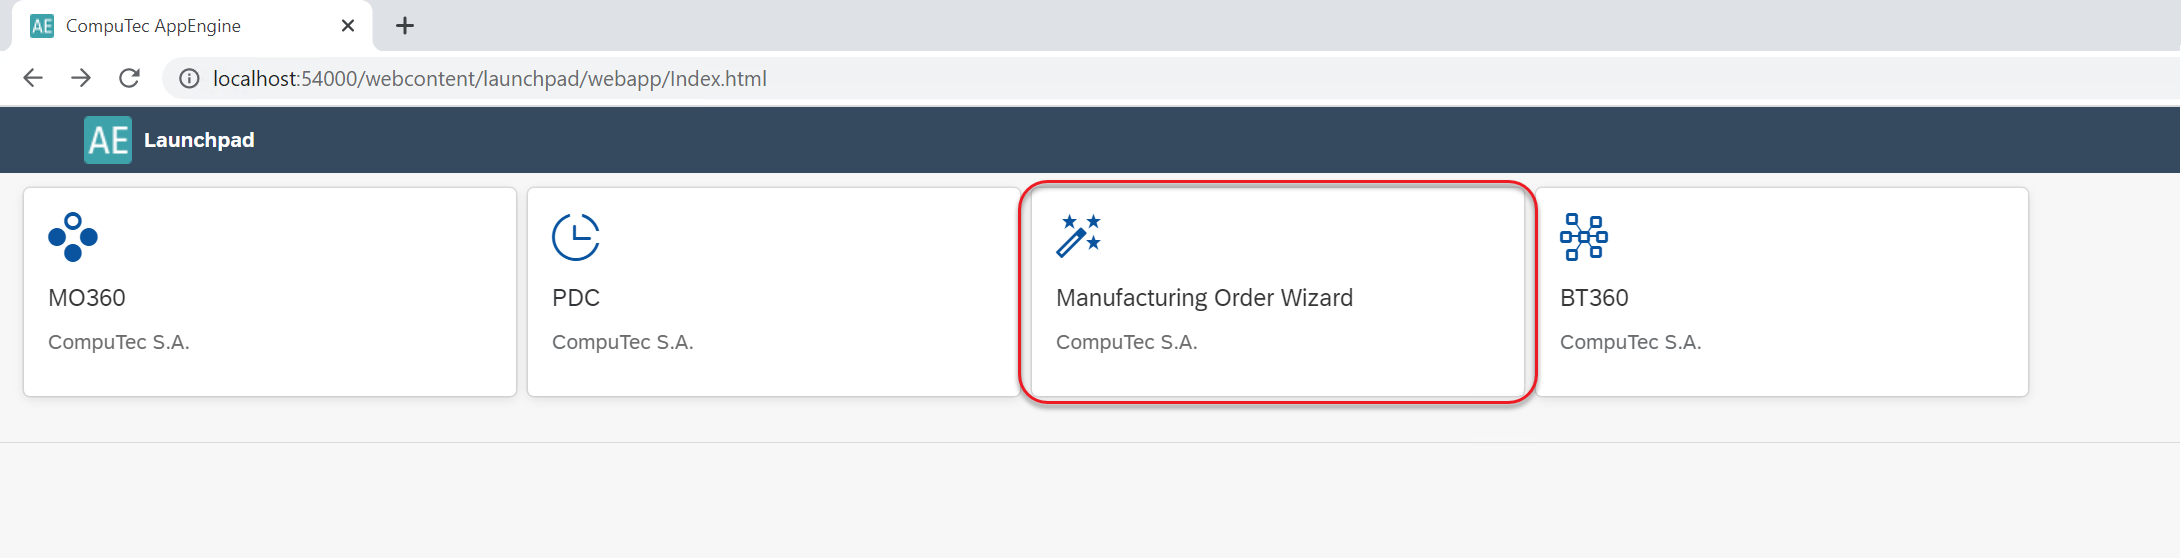 AE CompuTec AppEngine
localhost:54000/webcontent/launchpad/webapp/Index.html
AE Launchpad
MO360
CompuTec S.A.
PDC
CompuTec S.A.
Manufacturing Order Wizard
CompuTec S.A.
BT360
CompuTec S.A.